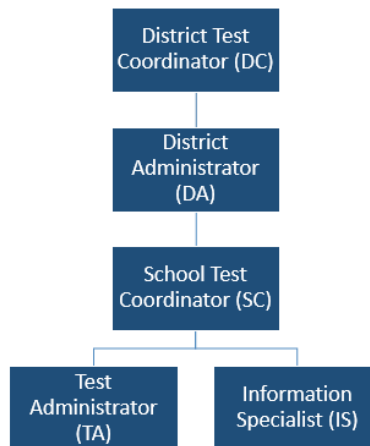 District Test
Coordinator (DC)
District
Administrator
(DA)
School Test
Coordinator (SC)
Test
Administrator
(TA)
Information
Specialist (IS)